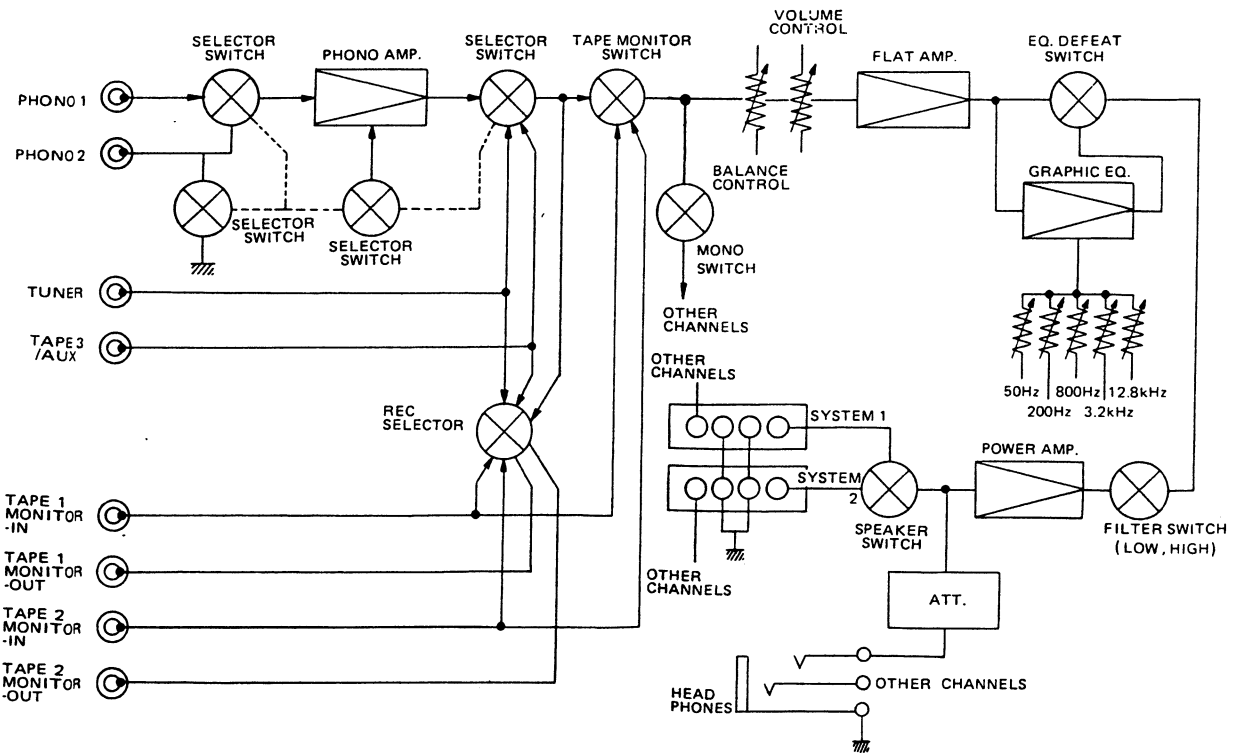 VOLUME
CONTROL
SELECTOR
SWITCH
PHONO AMP.
SELECTOR
SWITCH
TAPE MONITOR
SWITCH
FLAT AMP.
EQ. DEFEAT
SWITCH
PHONO 1
PHONO 2
SELECTOR
SWITCH
SELECTOR
SWITCH
BALANCE
CONTROL
GRAPHIC EQ.
MONO
SWITCH
TUNER
OTHER
CHANNELS
TAPE 3
/AUX
OTHER
CHANNELS
50Hz 800Hz 12.8kHz
200Hz 3.2kHz
REC
SELECTOR
SYSTEM 1
POWER AMP.
SYSTEM
2
TAPE 1
MONITOR
-IN
SPEAKER
SWITCH
FILTER SWITCH
(LOW, HIGH)
TAPE 1
MONITOR
-OUT
OTHER
CHANNELS
ATT.
TAPE 2
MONITOR
-IN
TAPE 2
MONITOR
-OUT
HEAD
PHONES
OTHER CHANNELS